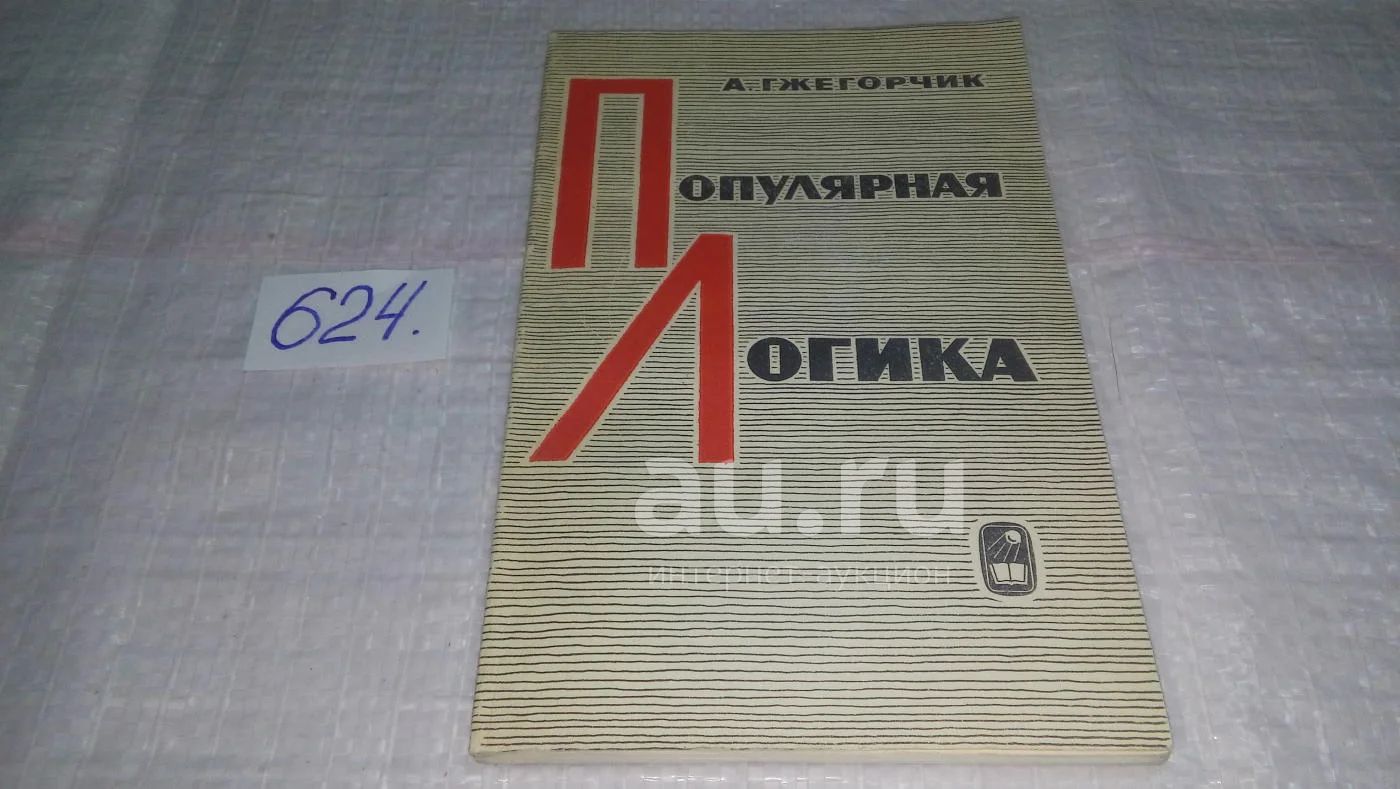 А. ГЖЕГОРЧИК
ПОПУЛЯРНАЯ
ЛОГИКА
624.
au.ru
интернет-аукцион